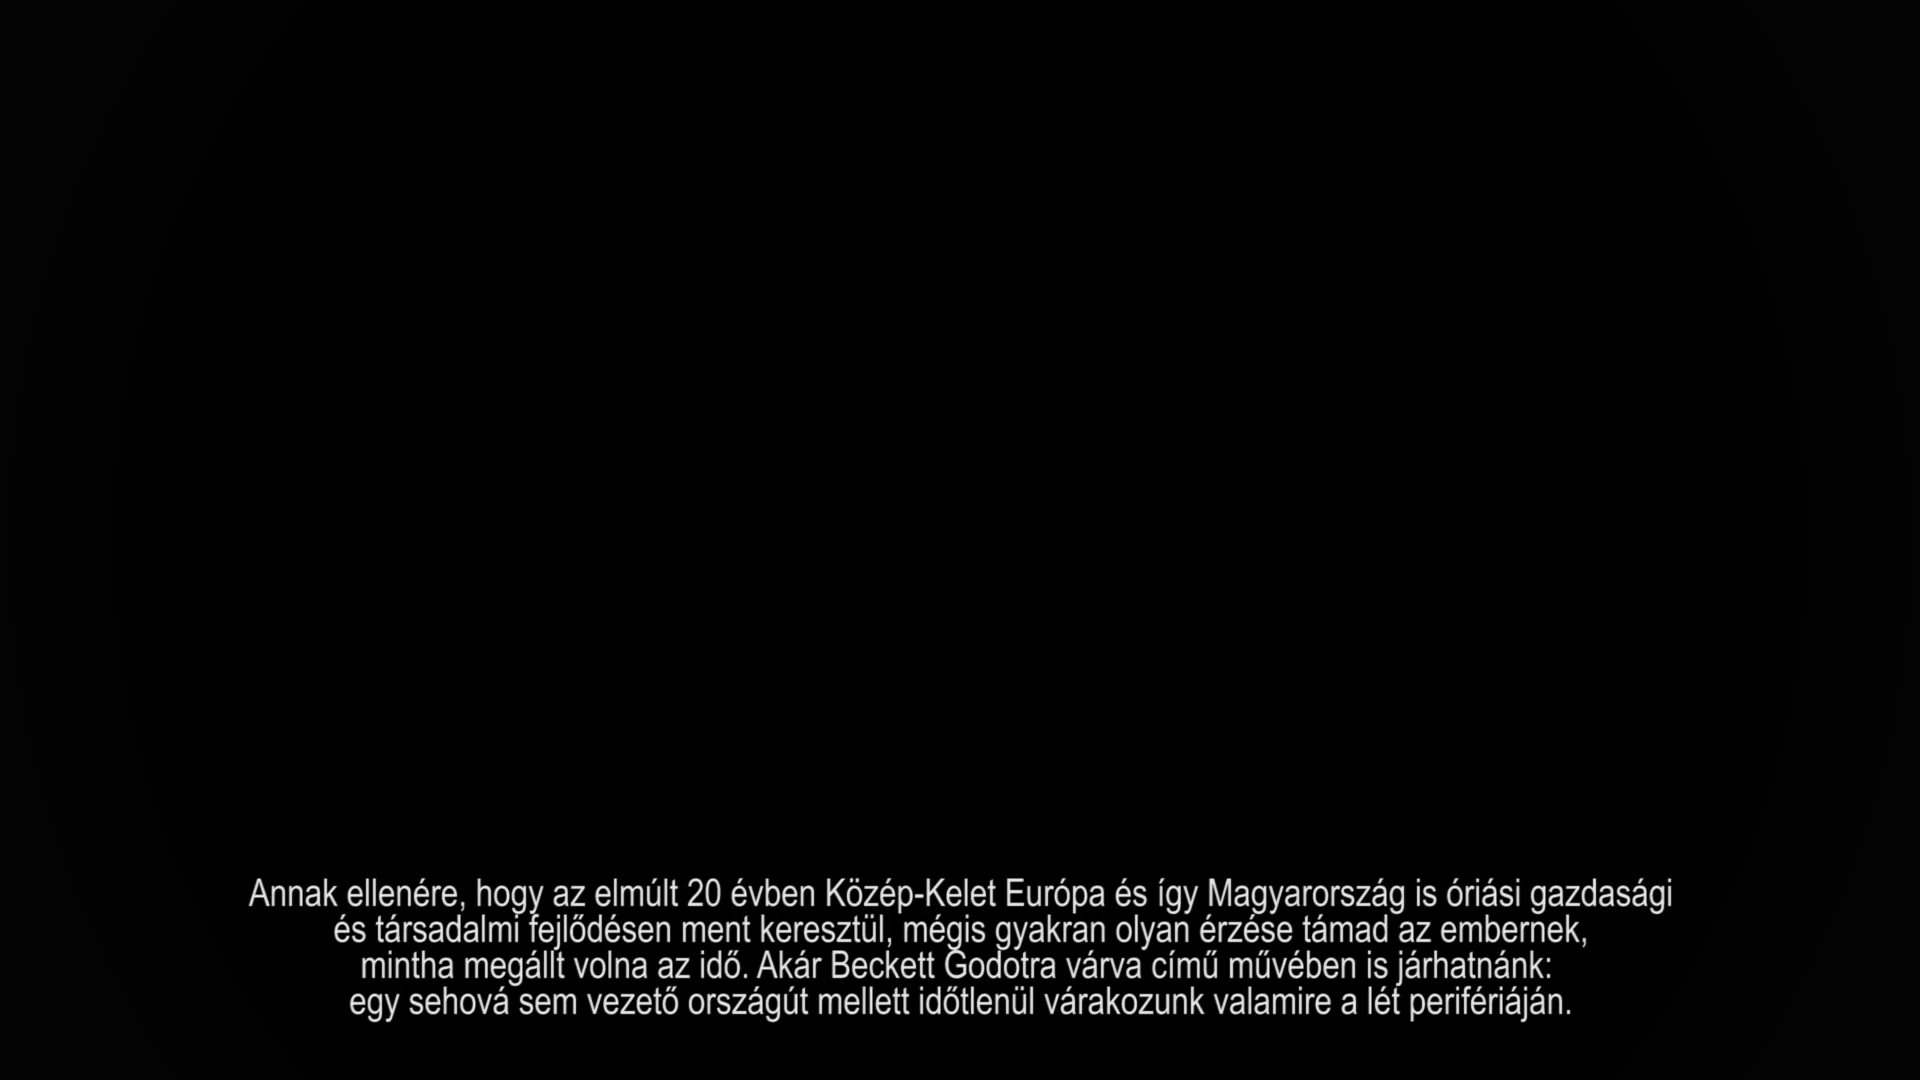 Annak ellenére, hogy az elmúlt 20 évben Közép-Kelet Európa és így Magyarország is óriási gazdasági
és társadalmi fejlődésen ment keresztül, mégis gyakran olyan érzése támad az embernek,
mintha megállt volna az idő. Akár Beckett Godotra várva című művében is járhatnánk:
egy sehová sem vezető országút mellett időtlenül várakozunk valamire a lét perifériáján.